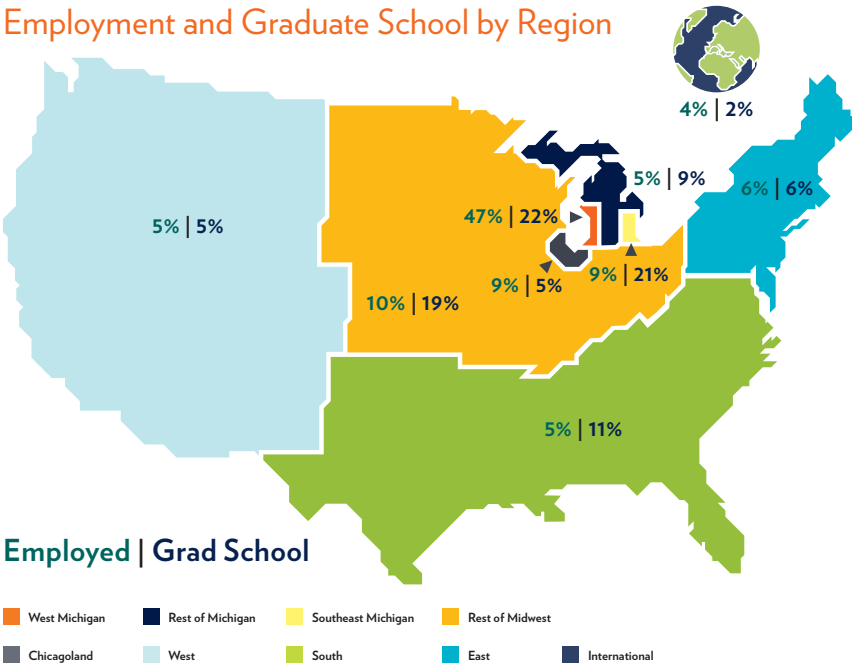 Employment and Graduate School by Region
4% | 2%
5% | 9%
6% | 6%
47% | 22%
5% | 5%
9% | 21%
9% | 5%
10% | 19%
5% | 11%
Employed | Grad School
West Michigan
Rest of Michigan
Southeast Michigan
Rest of Midwest
Chicagoland
West
South
East
International